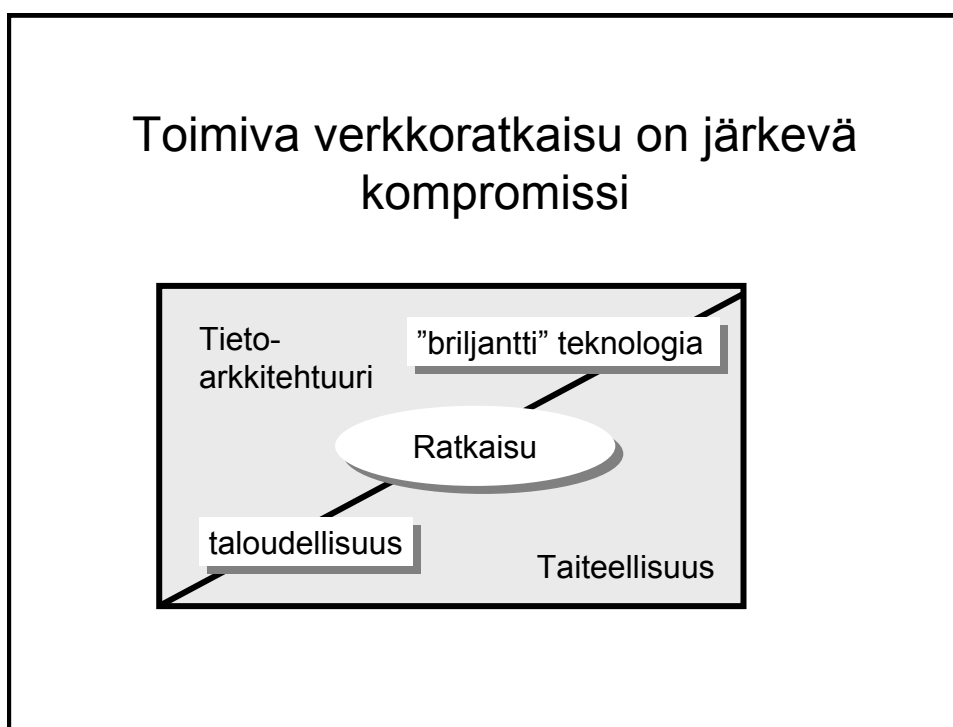 Toimiva verkkoratkaisu on järkevä
kompromissi
Tieto-
arkkitehtuuri
”briljantti” teknologia
Ratkaisu
taloudellisuus
Taiteellisuus